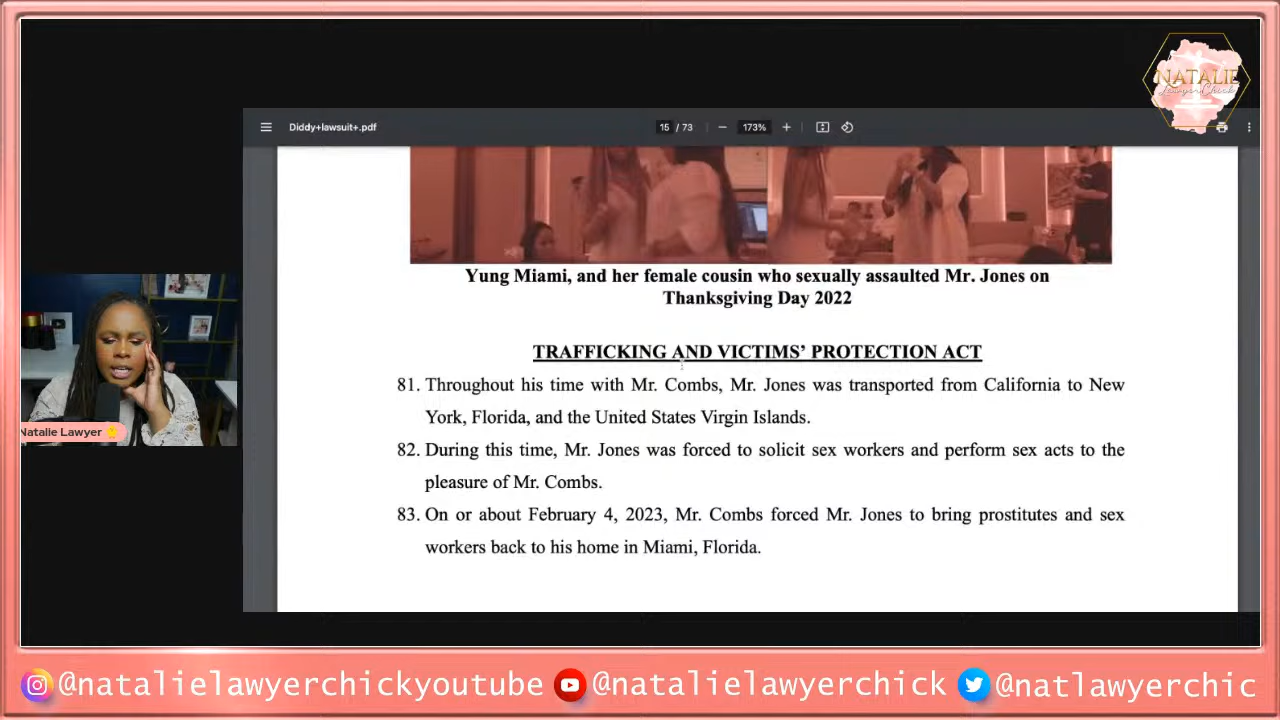 NATALIE
Lawyer Chick
Diddy+lawsuit+.pdf
15 / 73
173%
Yung Miami, and her female cousin who sexually assaulted Mr. Jones on
Thanksgiving Day 2022
TRAFFICKING AND VICTIMS’ PROTECTION ACT
81. Throughout his time with Mr. Combs, Mr. Jones was transported from California to New
York, Florida, and the United States Virgin Islands.
82. During this time, Mr. Jones was forced to solicit sex workers and perform sex acts to the
pleasure of Mr. Combs.
83. On or about February 4, 2023, Mr. Combs forced Mr. Jones to bring prostitutes and sex
workers back to his home in Miami, Florida.
Natalie Lawyer
@natalielawyerchickyoutube
@natalielawyerchick
@natlawyerchic